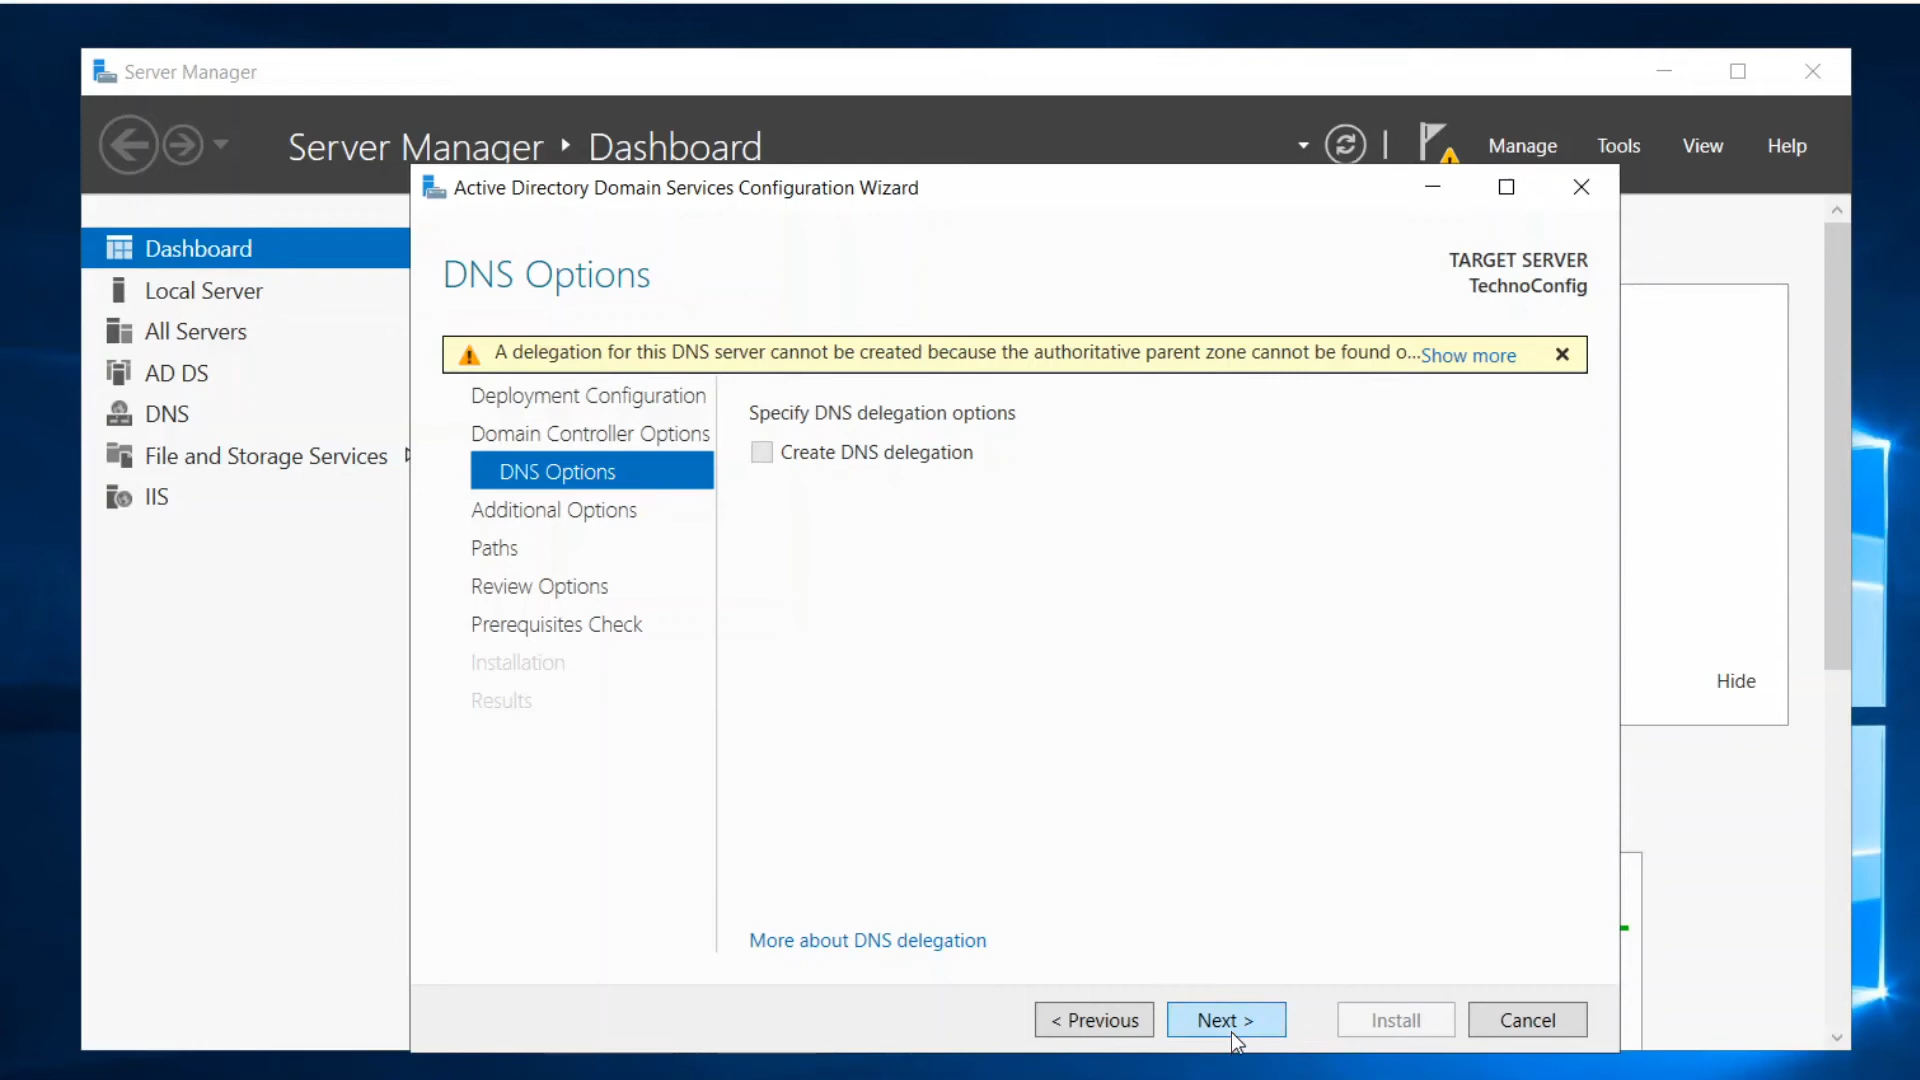 Server Manager
Server Manager ‣ Dashboard
Manage
Tools
View
Help
Active Directory Domain Services Configuration Wizard
Dashboard
Local Server
All Servers
AD DS
DNS
File and Storage Services
IIS
DNS Options
TARGET SERVER
TechnoConfig
A delegation for this DNS server cannot be created because the authoritative parent zone cannot be found o...Show more
Deployment Configuration
Domain Controller Options
DNS Options
Additional Options
Paths
Review Options
Prerequisites Check
Installation
Results
Specify DNS delegation options
Create DNS delegation
Hide
More about DNS delegation
< Previous
Next >
Install
Cancel